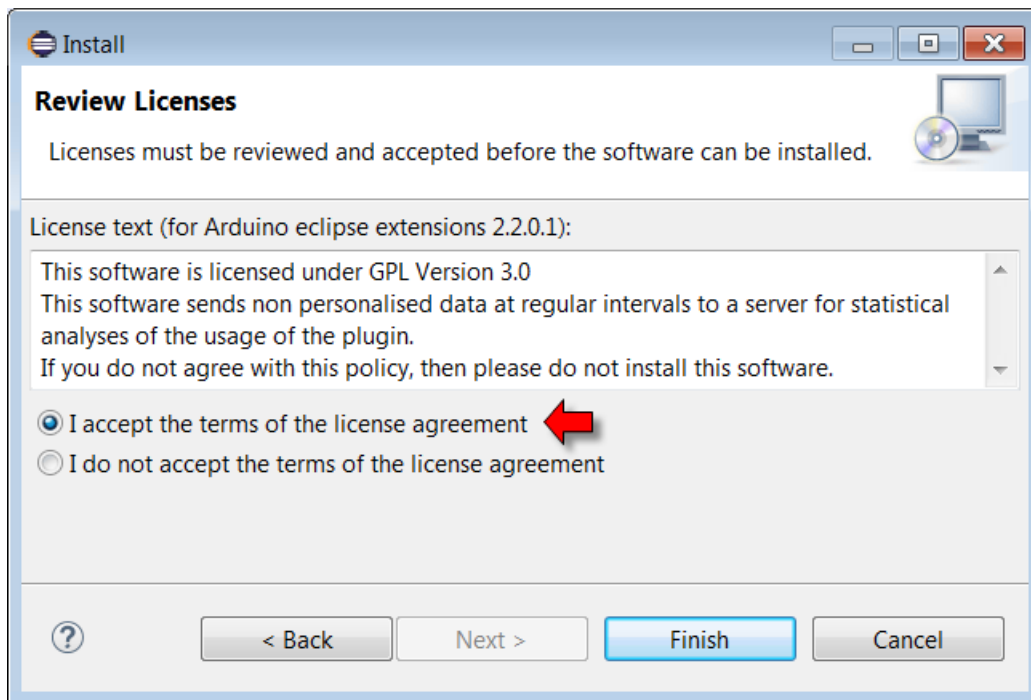 Install
Review Licenses
Licenses must be reviewed and accepted before the software can be installed.
License text (for Arduino eclipse extensions 2.2.0.1):
This software is licensed under GPL Version 3.0
This software sends non personalised data at regular intervals to a server for statistical
analyses of the usage of the plugin.
If you do not agree with this policy, then please do not install this software.
I accept the terms of the license agreement
I do not accept the terms of the license agreement
?
< Back
Next >
Finish
Cancel